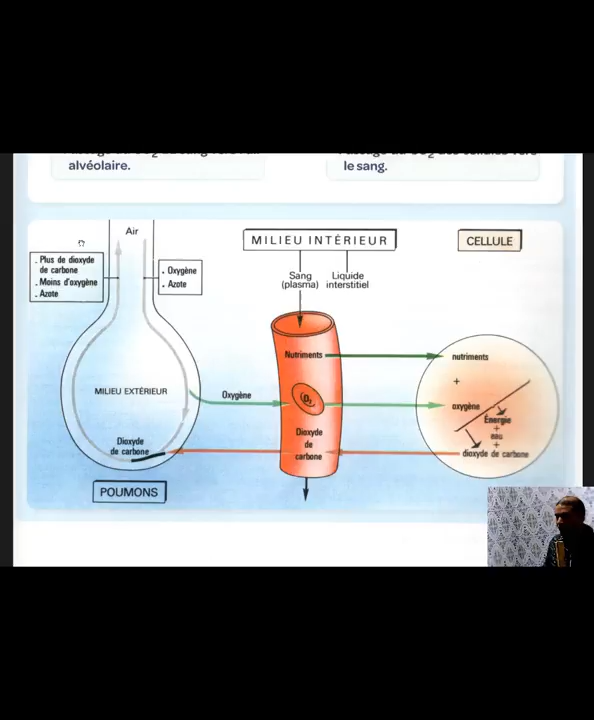 alvéolaire.
le sang.
Air
MILIEU INTÉRIEUR
CELLULE
. Plus de dioxyde
de carbone
. Moins d'oxygène
. Azote
. Oxygène
. Azote
Sang
(plasma)
Liquide
interstitiel
Nutriments
nutriments
+
MILIEU EXTÉRIEUR
Oxygène
O₂
oxygène
Énergie
+
eau
+
Dioxyde
de carbone
Dioxyde
de
carbone
dioxyde de carbone
POUMONS